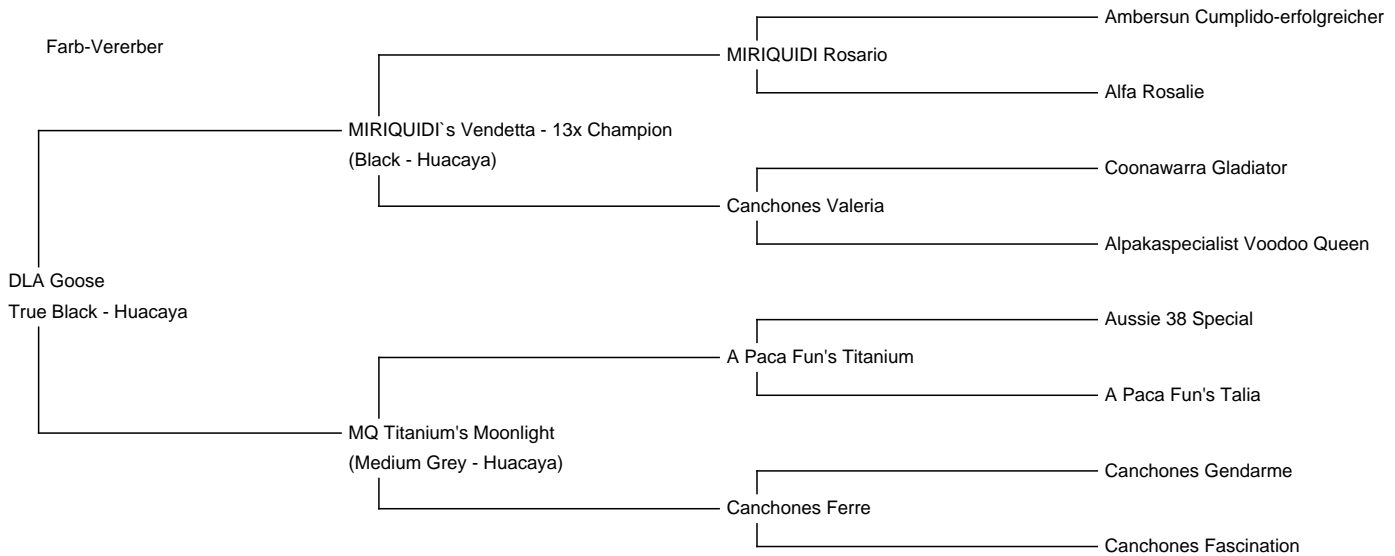 Ambersun Cumplido-erfolgreicher
Farb-Vererber
MIRIQUIDI Rosario
Alfa Rosalie
MIRIQUIDI`s Vendetta - 13x Champion
(Black - Huacaya)
Coonawarra Gladiator
Canchones Valeria
Alpakaspecialist Voodoo Queen
DLA Goose
True Black - Huacaya
Aussie 38 Special
A Paca Fun's Titanium
A Paca Fun's Talia
MQ Titanium's Moonlight
(Medium Grey - Huacaya)
Canchones Gendarme
Canchones Ferre
Canchones Fascination